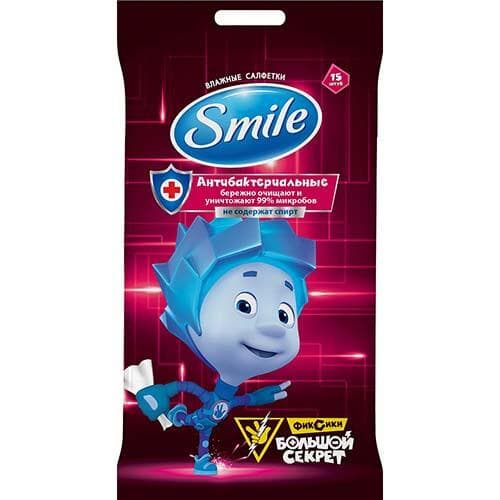 ВЛАЖНЫЕ САЛФЕТКИ
15
ШТУК
Smile
Антибактериальные
бережно очищают и
уничтожают 99% микробов
не содержат спирт
фиксики
БОЛЬШОЙ
СЕКРЕТ